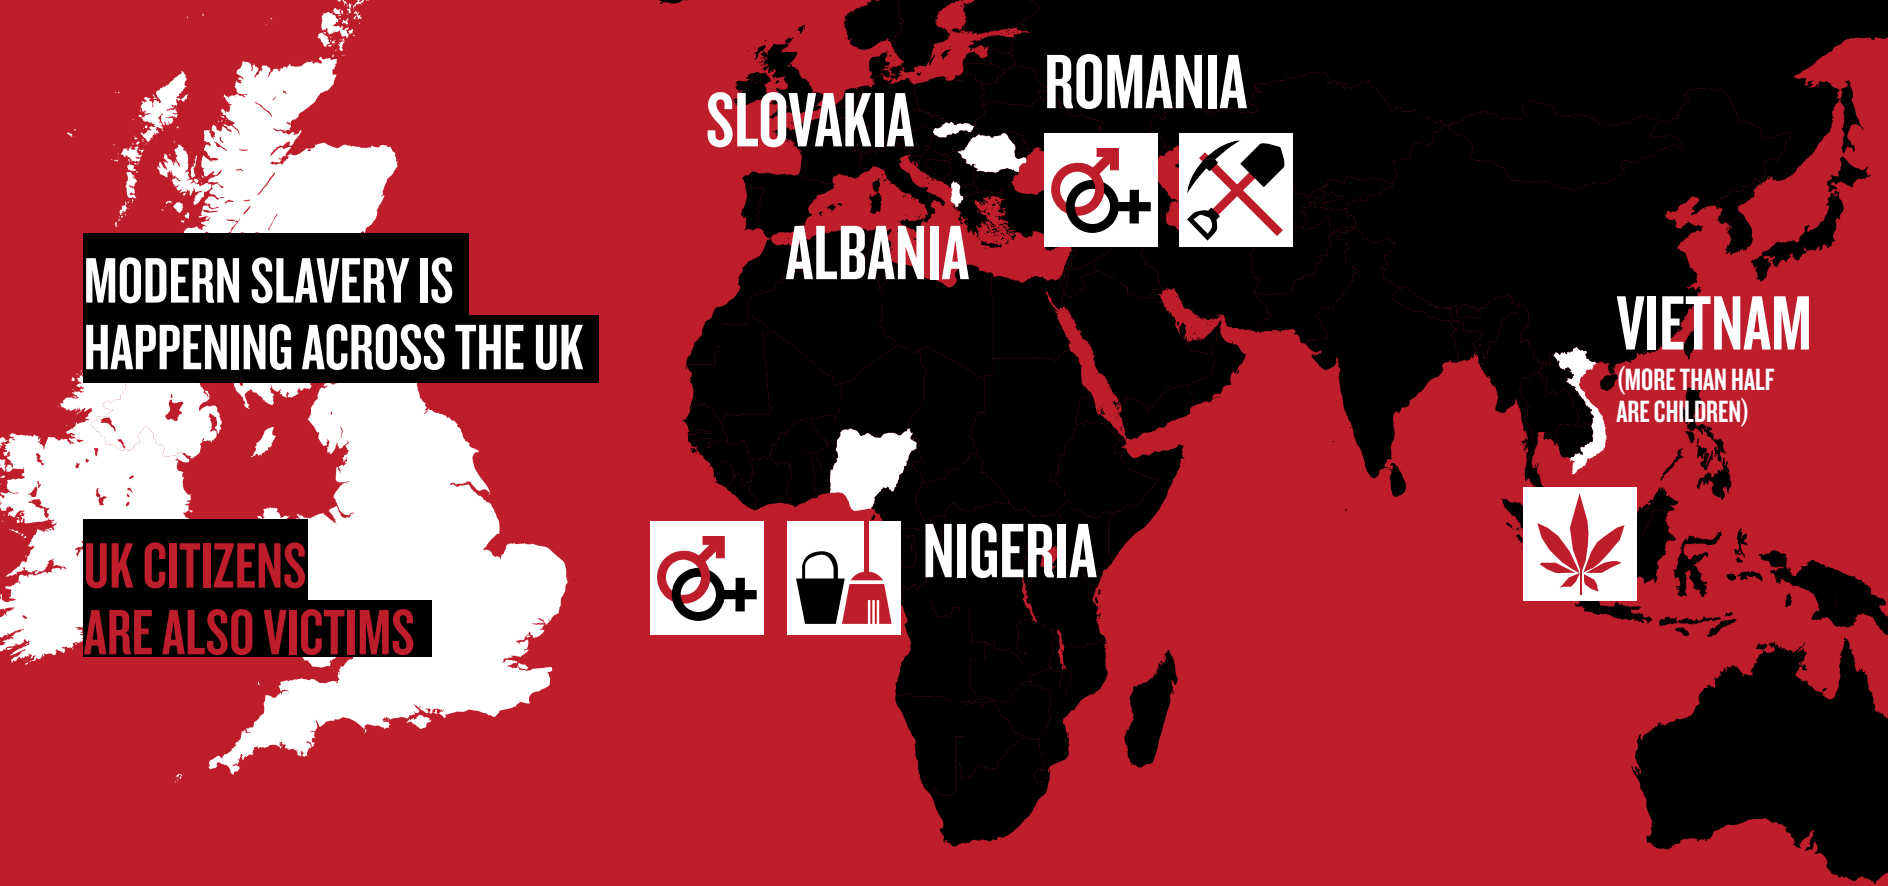 MODERN SLAVERY IS
HAPPENING ACROSS THE UK
UK CITIZENS
ARE ALSO VICTIMS
SLOVAKIA
ROMANIA
ALBANIA
NIGERIA
VIETNAM
(MORE THAN HALF
ARE CHILDREN)